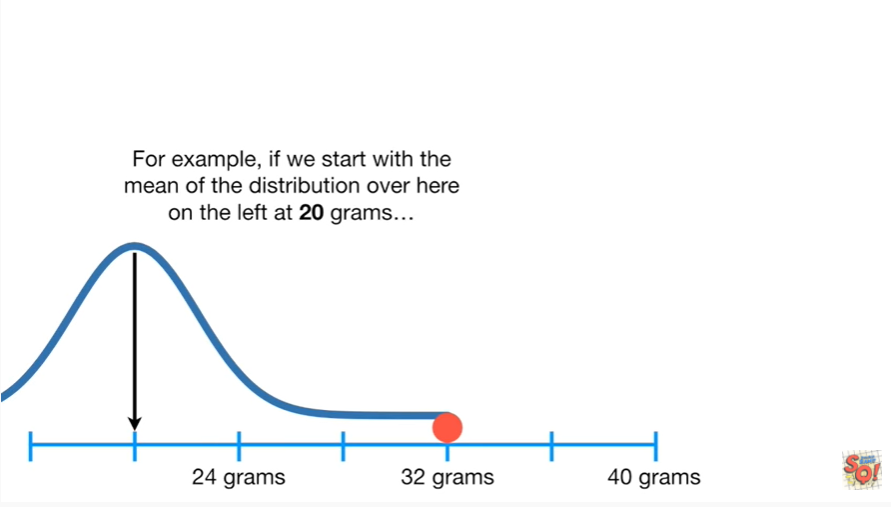 For example, if we start with the
mean of the distribution over here
on the left at 20 grams…
24 grams
32 grams
40 grams